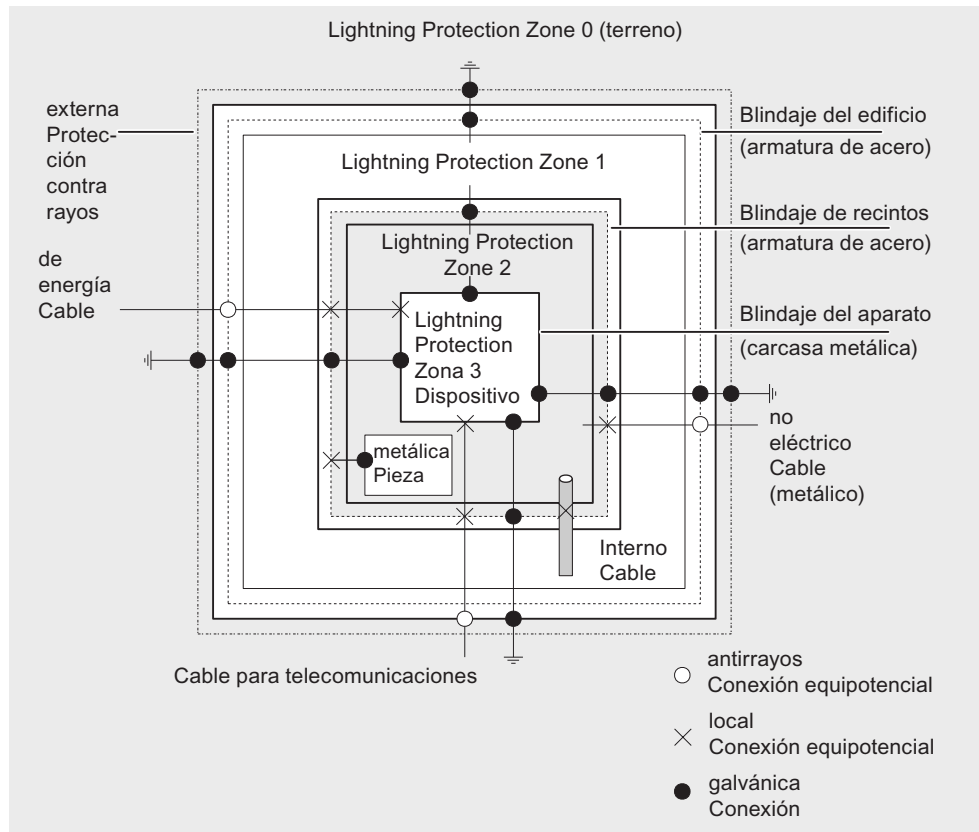 Lightning Protection Zone 0 (terreno)
externa
Protec-
ción
contra
rayos
Blindaje del edificio
(armatura de acero)
Lightning Protection Zone 1
Blindaje de recintos
(armatura de acero)
Lightning Protection
Zone 2
de
energía
Cable
Blindaje del aparato
(carcasa metálica)
Lightning
Protection
Zona 3
Dispositivo
no
eléctrico
Cable
(metálico)
metálica
Pieza
Interno
Cable
Cable para telecomunicaciones
antirrayos
Conexión equipotencial
local
Conexión equipotencial
galvánica
Conexión